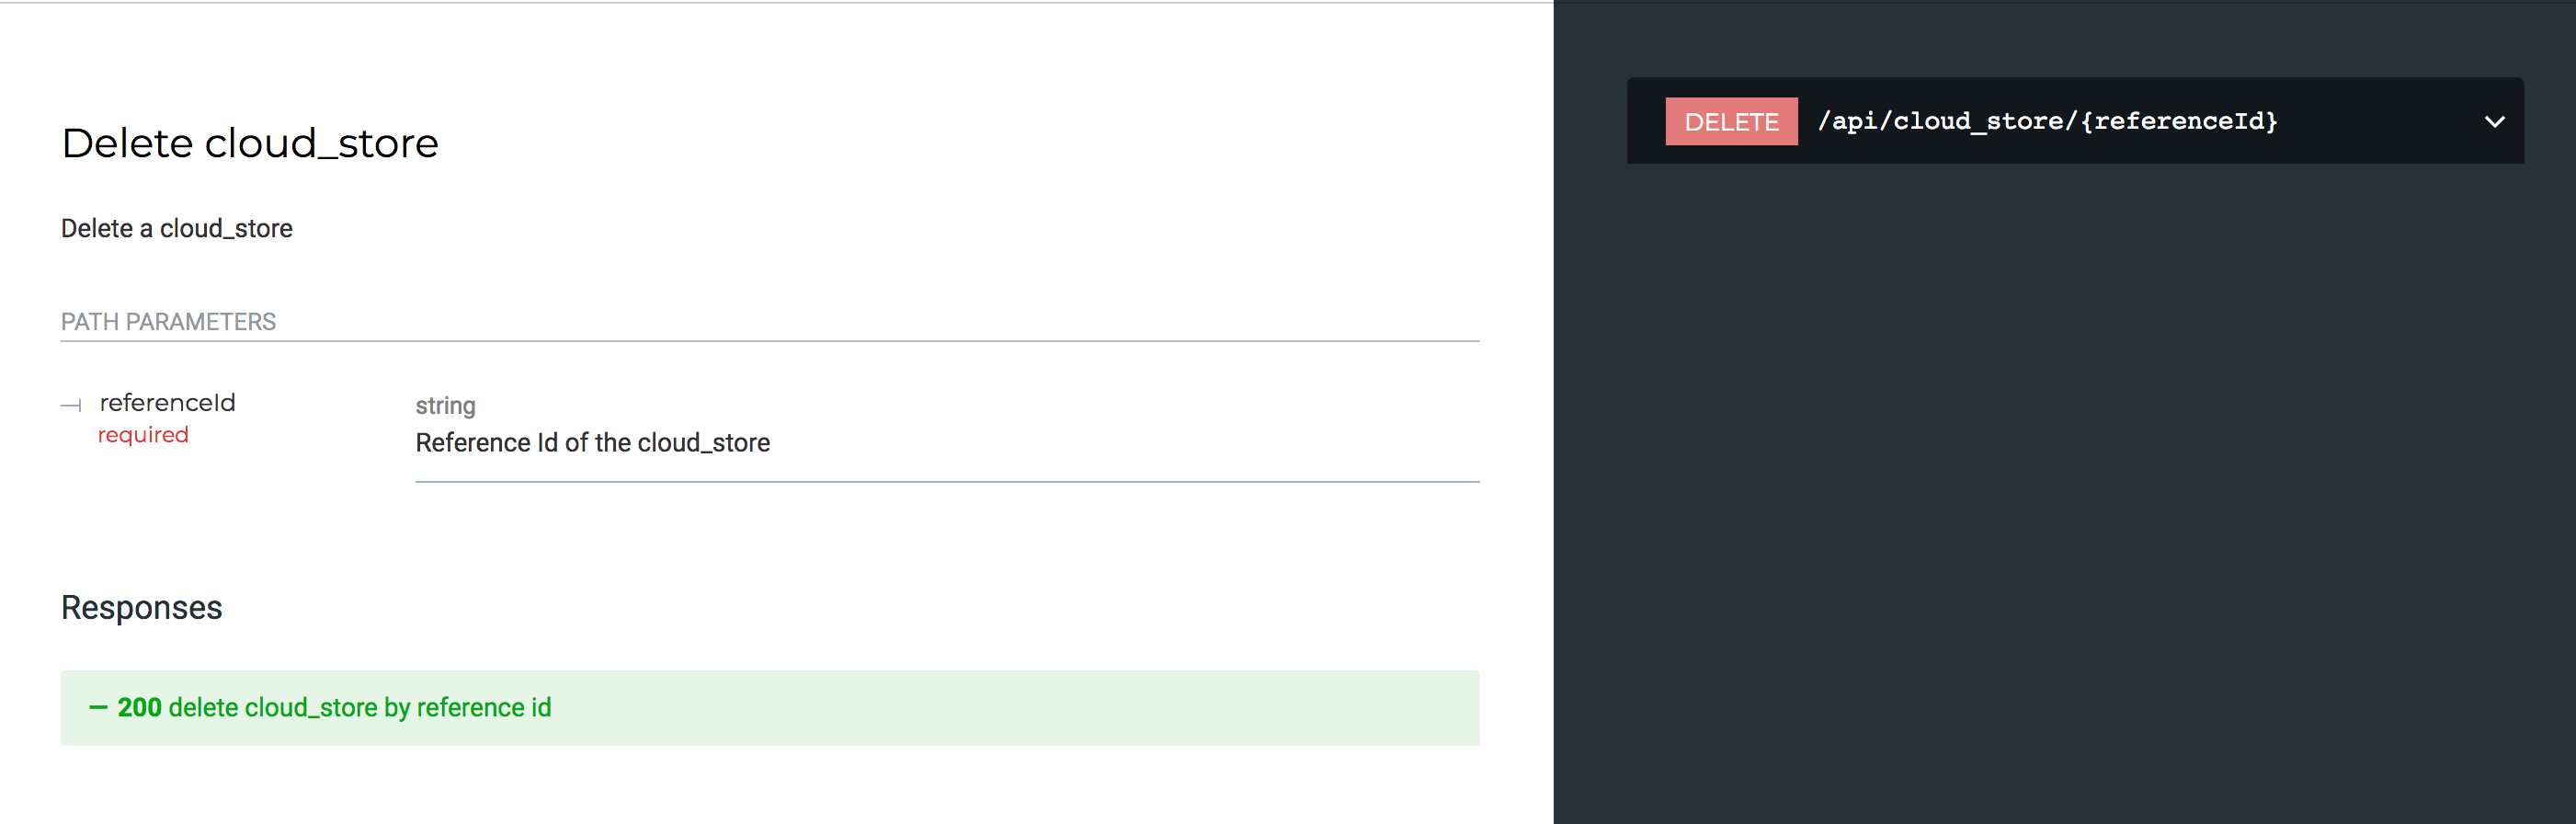 Delete cloud_store
Delete a cloud_store
PATH PARAMETERS
referenceId
required
string
Reference Id of the cloud_store
Responses
— 200 delete cloud_store by reference id
DELETE /api/cloud_store/{referenceId}